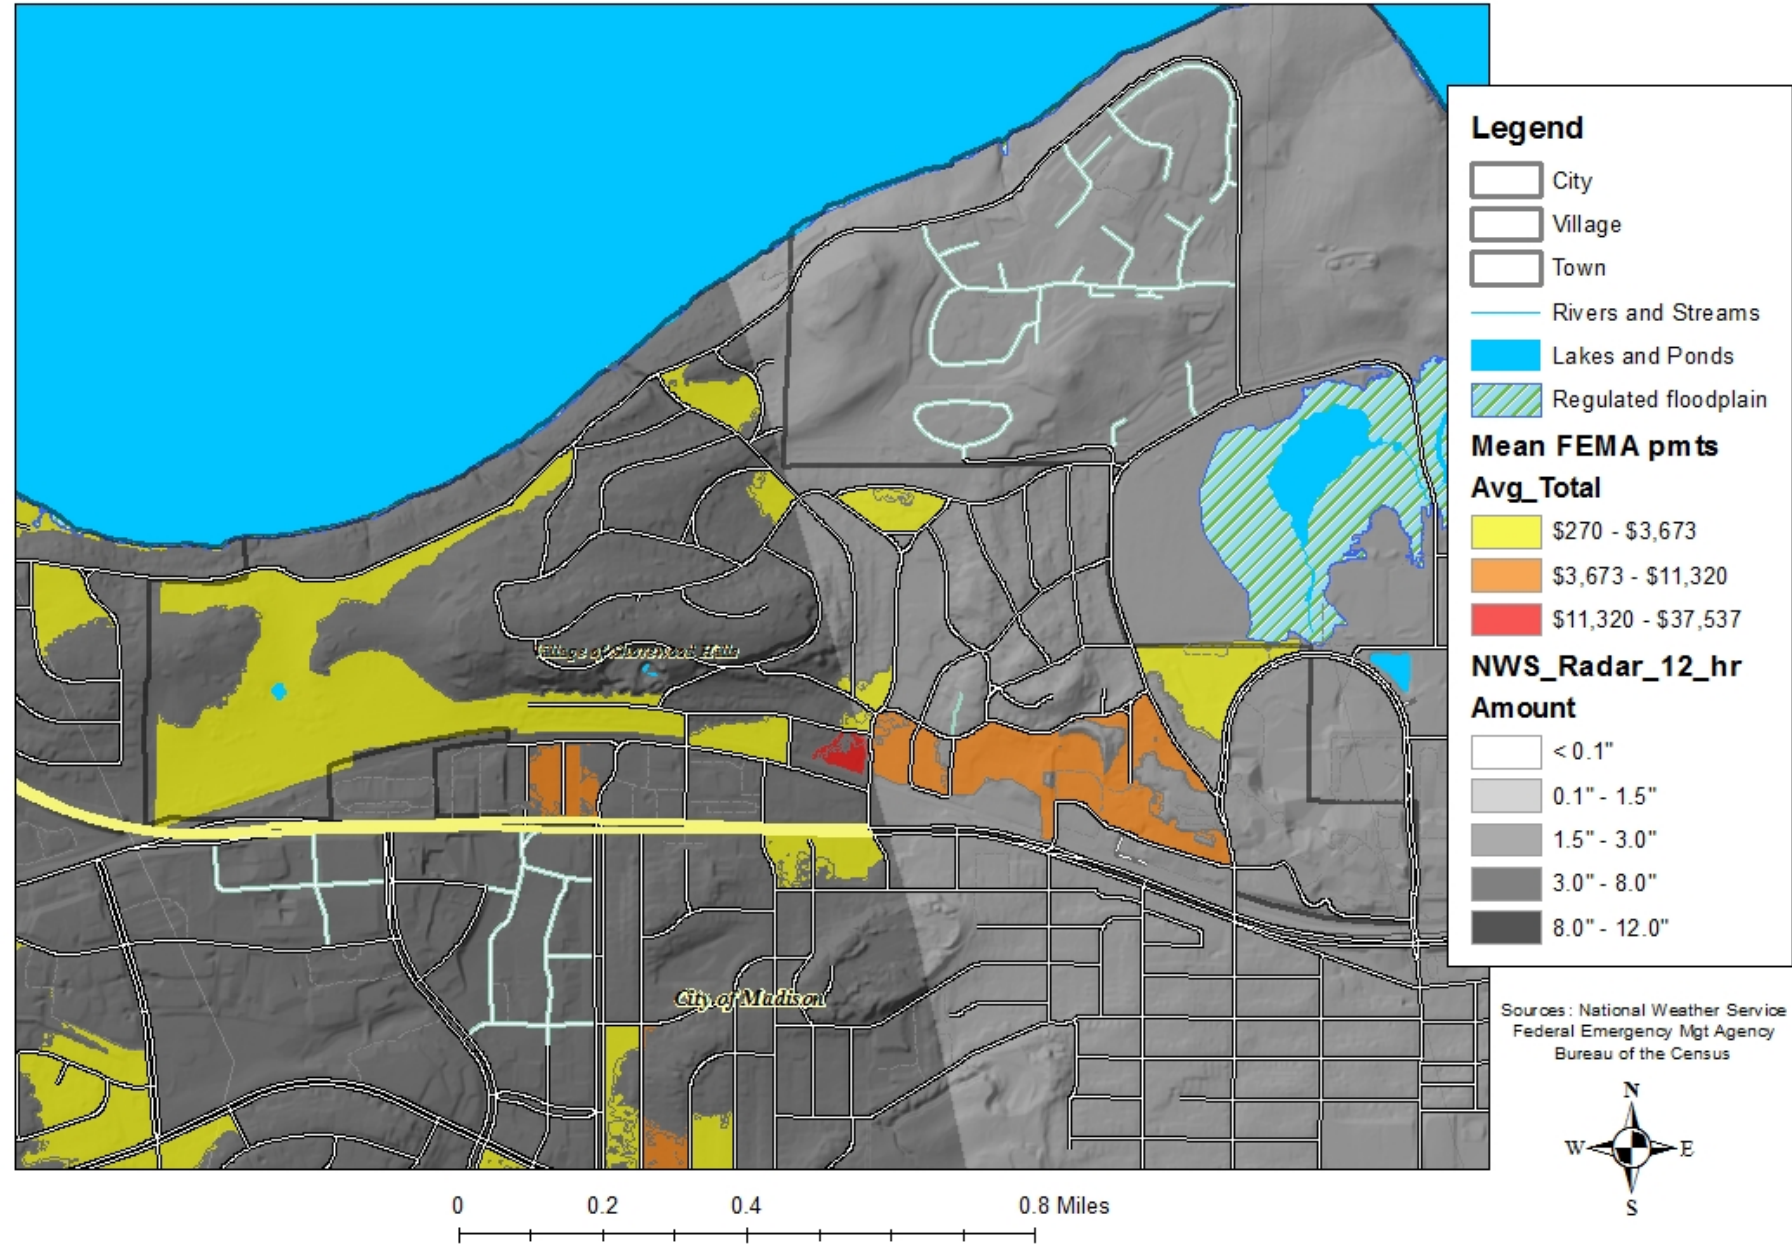 Village of Shorewood Hills
City of Madison
Legend
City
Village
Town
Rivers and Streams
Lakes and Ponds
Regulated floodplain
Mean FEMA pmts
Avg_Total
$270 - $3,673
$3,673 - $11,320
$11,320 - $37,537
NWS_Radar_12_hr
Amount
< 0.1"
0.1" - 1.5"
1.5" - 3.0"
3.0" - 8.0"
8.0" - 12.0"
Sources: National Weather Service
Federal Emergency Mgt Agency
Bureau of the Census
N
W E
S
0 0.2 0.4 0.8 Miles